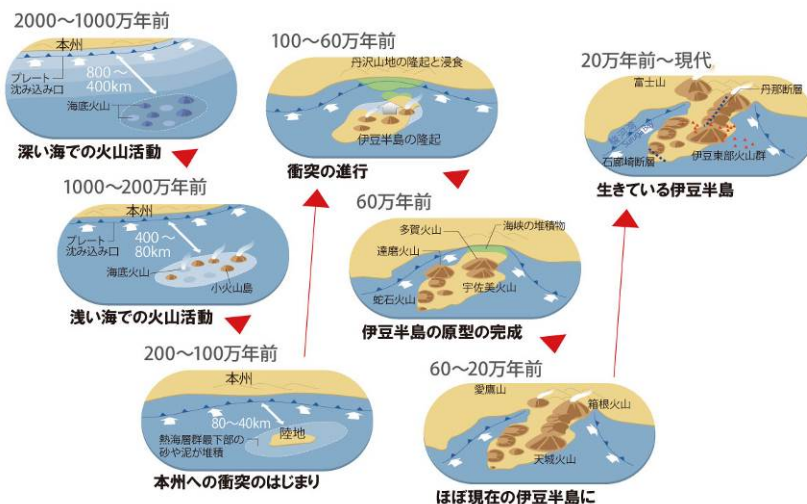 2000〜1000万年前
本州
プレート
沈み込み口
800〜
400km
海底火山
深い海での火山活動
1000〜200万年前
本州
プレート
沈み込み口
400〜
80km
海底火山
小火山島
浅い海での火山活動
200〜100万年前
本州
80〜40km
陸地
熱海層群最下部の
砂や泥が堆積
本州への衝突のはじまり
100〜60万年前
丹沢山地の隆起と浸食
伊豆半島の隆起
衝突の進行
60万年前
多賀火山
海峡の堆積物
達磨火山
蛇石火山
宇佐美火山
伊豆半島の原型の完成
60〜20万年前
愛鷹山
箱根火山
天城火山
ほぼ現在の伊豆半島に
20万年前〜現代
富士山
丹那断層
石廊崎断層
伊豆東部火山群
生きている伊豆半島